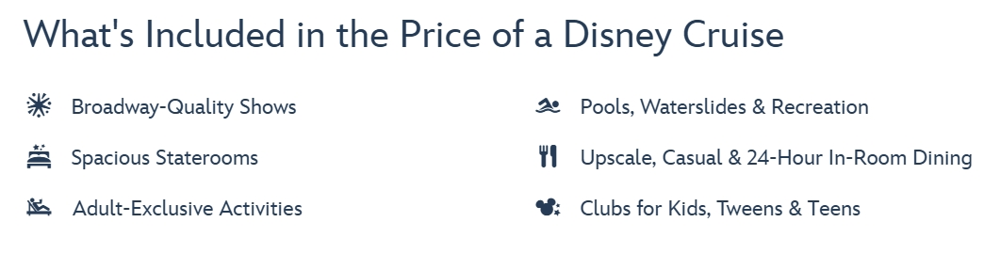 What's Included in the Price of a Disney Cruise
Broadway-Quality Shows
Pools, Waterslides & Recreation
Spacious Staterooms
Upscale, Casual & 24-Hour In-Room Dining
Adult-Exclusive Activities
Clubs for Kids, Tweens & Teens